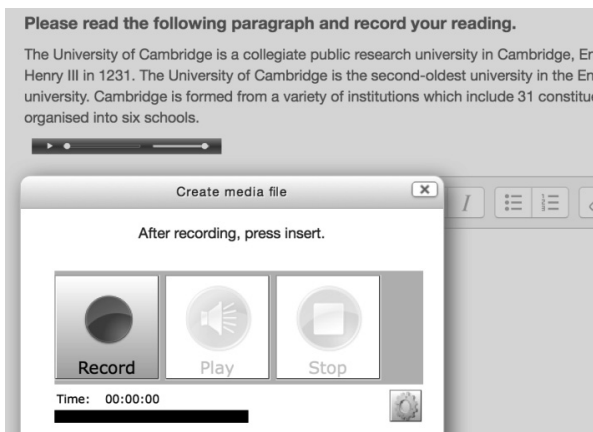 Please read the following paragraph and record your reading.
The University of Cambridge is a collegiate public research university in Cambridge,
Henry III in 1231. The University of Cambridge is the second-oldest university in the
university. Cambridge is formed from a variety of institutions which include 31
organised into six schools.
Create media file
I
After recording, press insert.
Record Play Stop
Time: 00:00:00